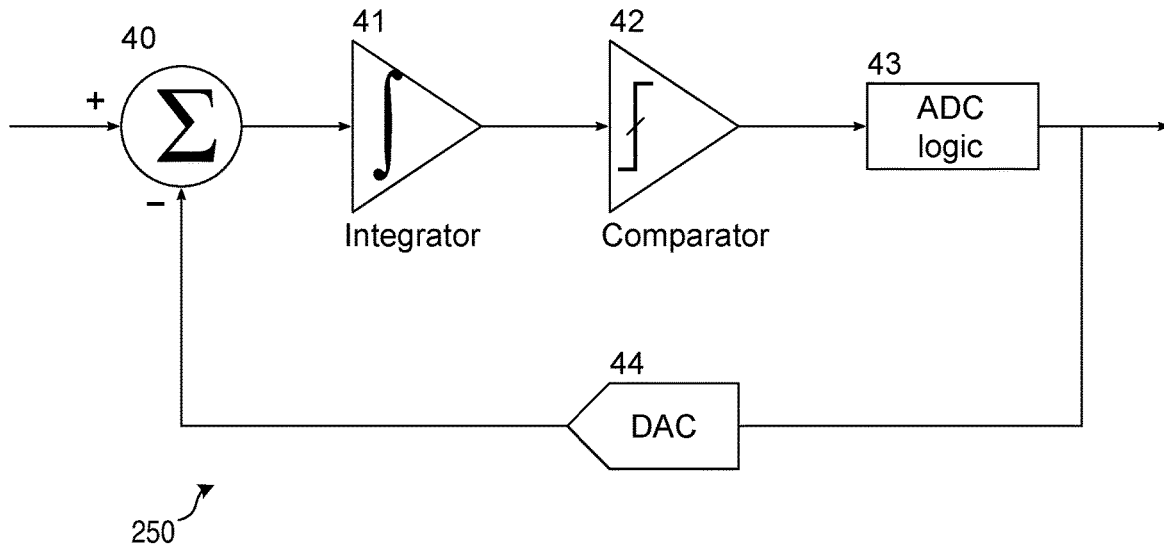 40
41
42
43
+
Σ
∫
ADC
logic
−
Integrator
Comparator
44
DAC
250